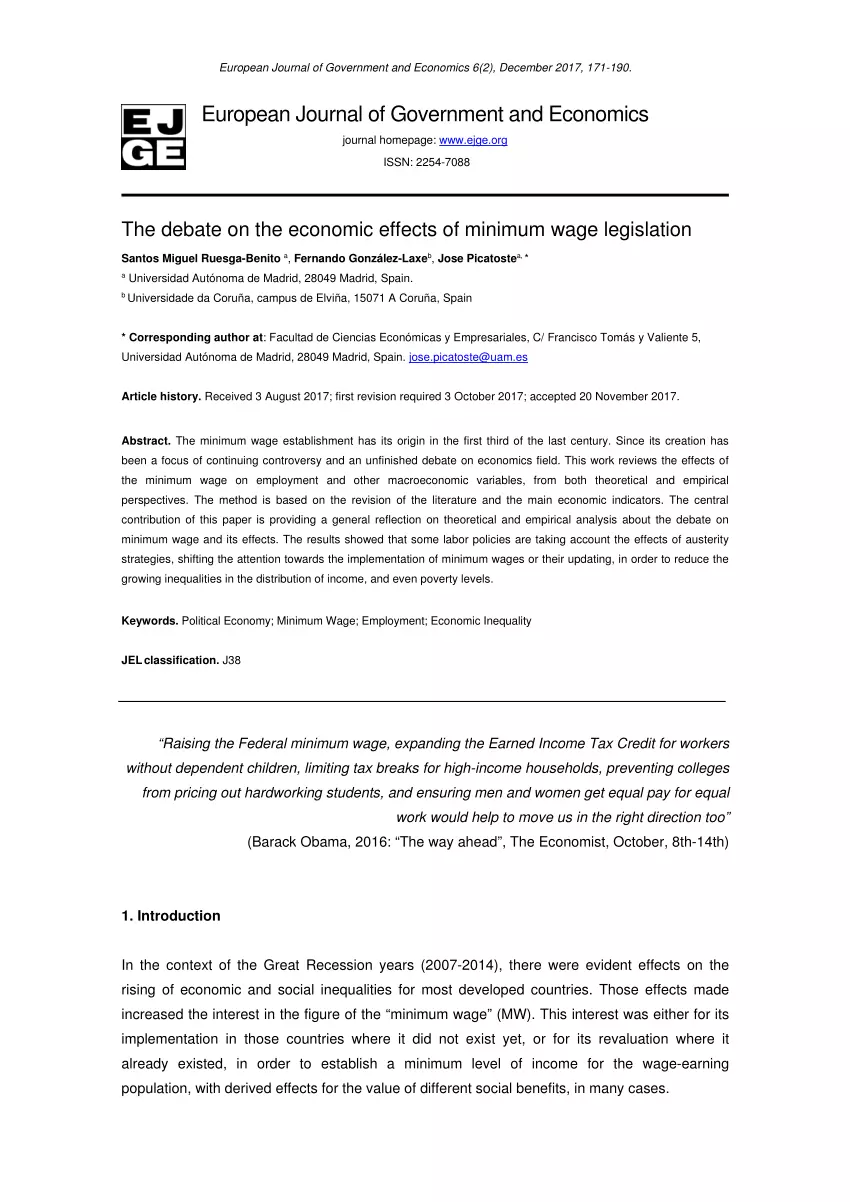 European Journal of Government and Economics 6(2), December 2017, 171-190.
EJ
GE
European Journal of Government and Economics
journal homepage: www.ejge.org
ISSN: 2254-7088
The debate on the economic effects of minimum wage legislation
Santos Miguel Ruesga-Benito a, Fernando González-Laxeb, Jose Picatostea, *
a Universidad Autónoma de Madrid, 28049 Madrid, Spain.
b Universidade da Coruña, campus de Elviña, 15071 A Coruña, Spain
* Corresponding author at: Facultad de Ciencias Económicas y Empresariales, C/ Francisco Tomás y Valiente 5,
Universidad Autónoma de Madrid, 28049 Madrid, Spain. jose.picatoste@uam.es
Article history. Received 3 August 2017; first revision required 3 October 2017; accepted 20 November 2017.
Abstract. The minimum wage establishment has its origin in the first third of the last century. Since its creation has
been a focus of continuing controversy and an unfinished debate on economics field. This work reviews the effects of
the minimum wage on employment and other macroeconomic variables, from both theoretical and empirical
perspectives. The method is based on the revision of the literature and the main economic indicators. The central
contribution of this paper is providing a general reflection on theoretical and empirical analysis about the debate on
minimum wage and its effects. The results showed that some labor policies are taking account the effects of austerity
strategies, shifting the attention towards the implementation of minimum wages or their updating, in order to reduce the
growing inequalities in the distribution of income, and even poverty levels.
Keywords. Political Economy; Minimum Wage; Employment; Economic Inequality
JEL classification. J38
“Raising the Federal minimum wage, expanding the Earned Income Tax Credit for workers
without dependent children, limiting tax breaks for high-income households, preventing colleges
from pricing out hardworking students, and ensuring men and women get equal pay for equal
work would help to move us in the right direction too”
(Barack Obama, 2016: “The way ahead”, The Economist, October, 8th-14th)
1. Introduction
In the context of the Great Recession years (2007-2014), there were evident effects on the
rising of economic and social inequalities for most developed countries. Those effects made
increased the interest in the figure of the “minimum wage” (MW). This interest was either for its
implementation in those countries where it did not exist yet, or for its revaluation where it
already existed, in order to establish a minimum level of income for the wage-earning
population, with derived effects for the value of different social benefits, in many cases.